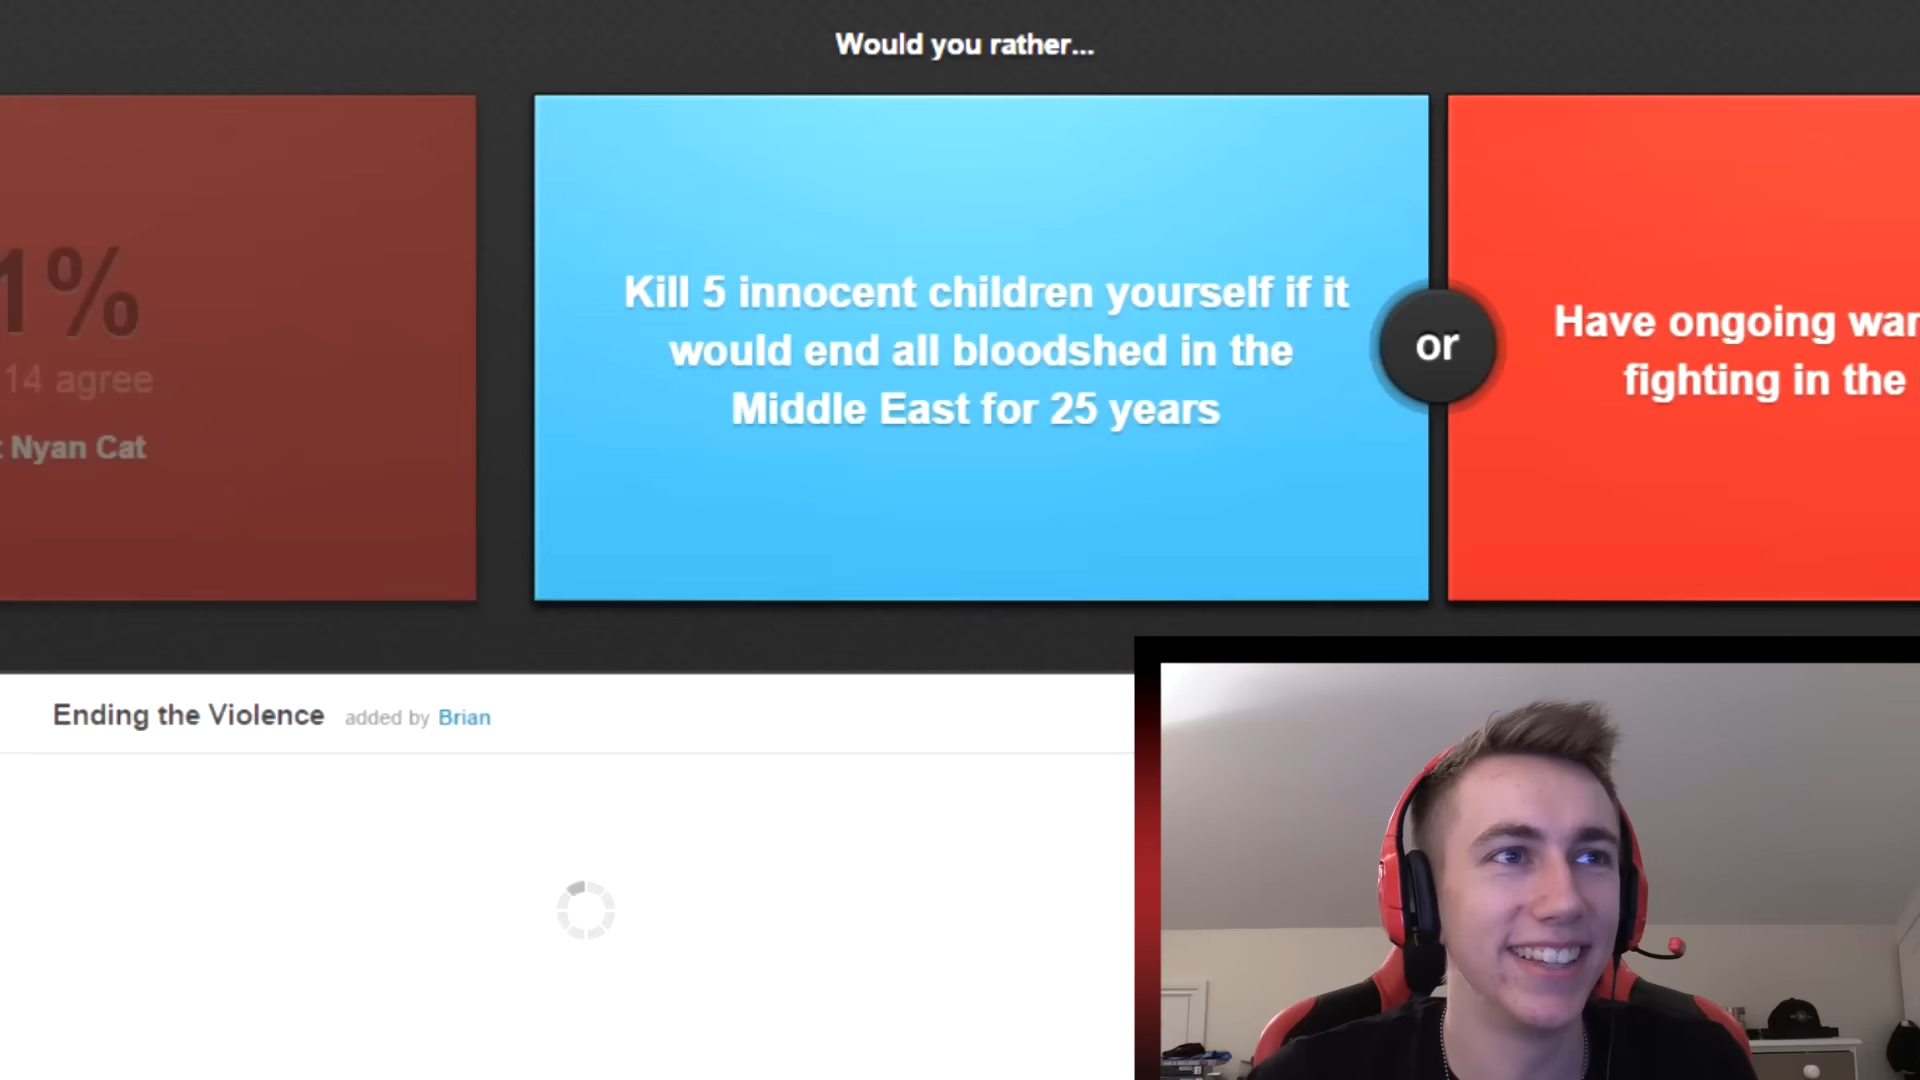 Would you rather...
1%
14 agree
Nyan Cat
Kill 5 innocent children yourself if it
would end all bloodshed in the
Middle East for 25 years
or
Have ongoing war
fighting in the
Ending the Violence added by Brian